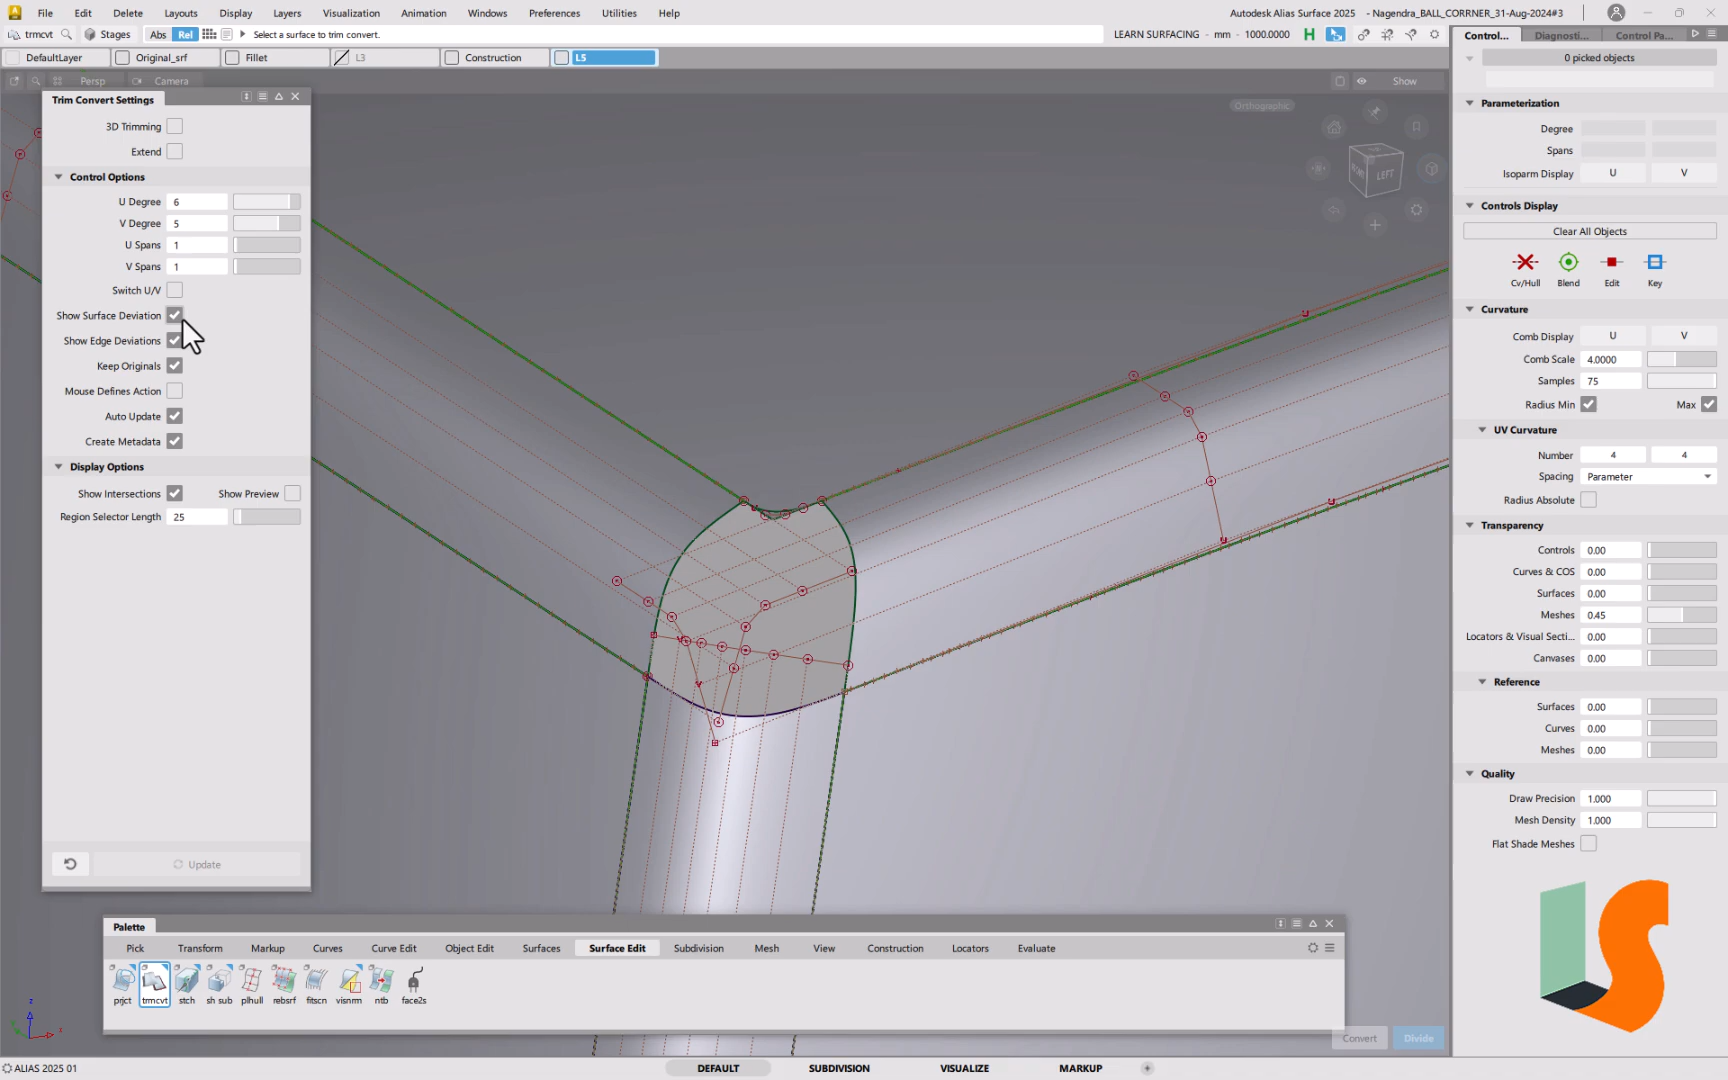 File Edit Delete Layouts Display Layers Visualization Animation Windows Preferences Utilities Help
Autodesk Alias Surface 2025 - Nagendra_BALL_CORRNER_31-Aug-2024#3
trmcvt Stages Abs Rel Select a surface to trim convert. LEARN SURFACING - mm - 1000.0000 H
DefaultLayer Original_srf Fillet L3 Construction L5
Persp Camera Show
Orthographic
LEFT
Trim Convert Settings
3D Trimming
Extend
Control Options
U Degree 6
V Degree 5
U Spans 1
V Spans 1
Switch U/V
Show Surface Deviation
Show Edge Deviations
Keep Originals
Mouse Defines Action
Auto Update
Create Metadata
Display Options
Show Intersections Show Preview
Region Selector Length 25
Update
Control... Diagnosti... Control Pa...
0 picked objects
Parameterization
Degree
Spans
Isoparm Display U V
Controls Display
Clear All Objects
Cv/Hull Blend Edit Key
Curvature
Comb Display U V
Comb Scale 4.0000
Samples 75
Radius Min Max
UV Curvature
Number 4 4
Spacing Parameter
Radius Absolute
Transparency
Controls 0.00
Curves & COS 0.00
Surfaces 0.00
Meshes 0.45
Locators & Visual Secti... 0.00
Canvases 0.00
Reference
Surfaces 0.00
Curves 0.00
Meshes 0.00
Quality
Draw Precision 1.000
Mesh Density 1.000
Flat Shade Meshes
Palette
Pick Transform Markup Curves Curve Edit Object Edit Surfaces Surface Edit Subdivision Mesh View Construction Locators Evaluate
prjct trmcvt stch sh sub plhull rebsrf fitscn visnrm ntb face2s
Convert Divide
z
x
LS
ALIAS 2025 01 DEFAULT SUBDIVISION VISUALIZE MARKUP